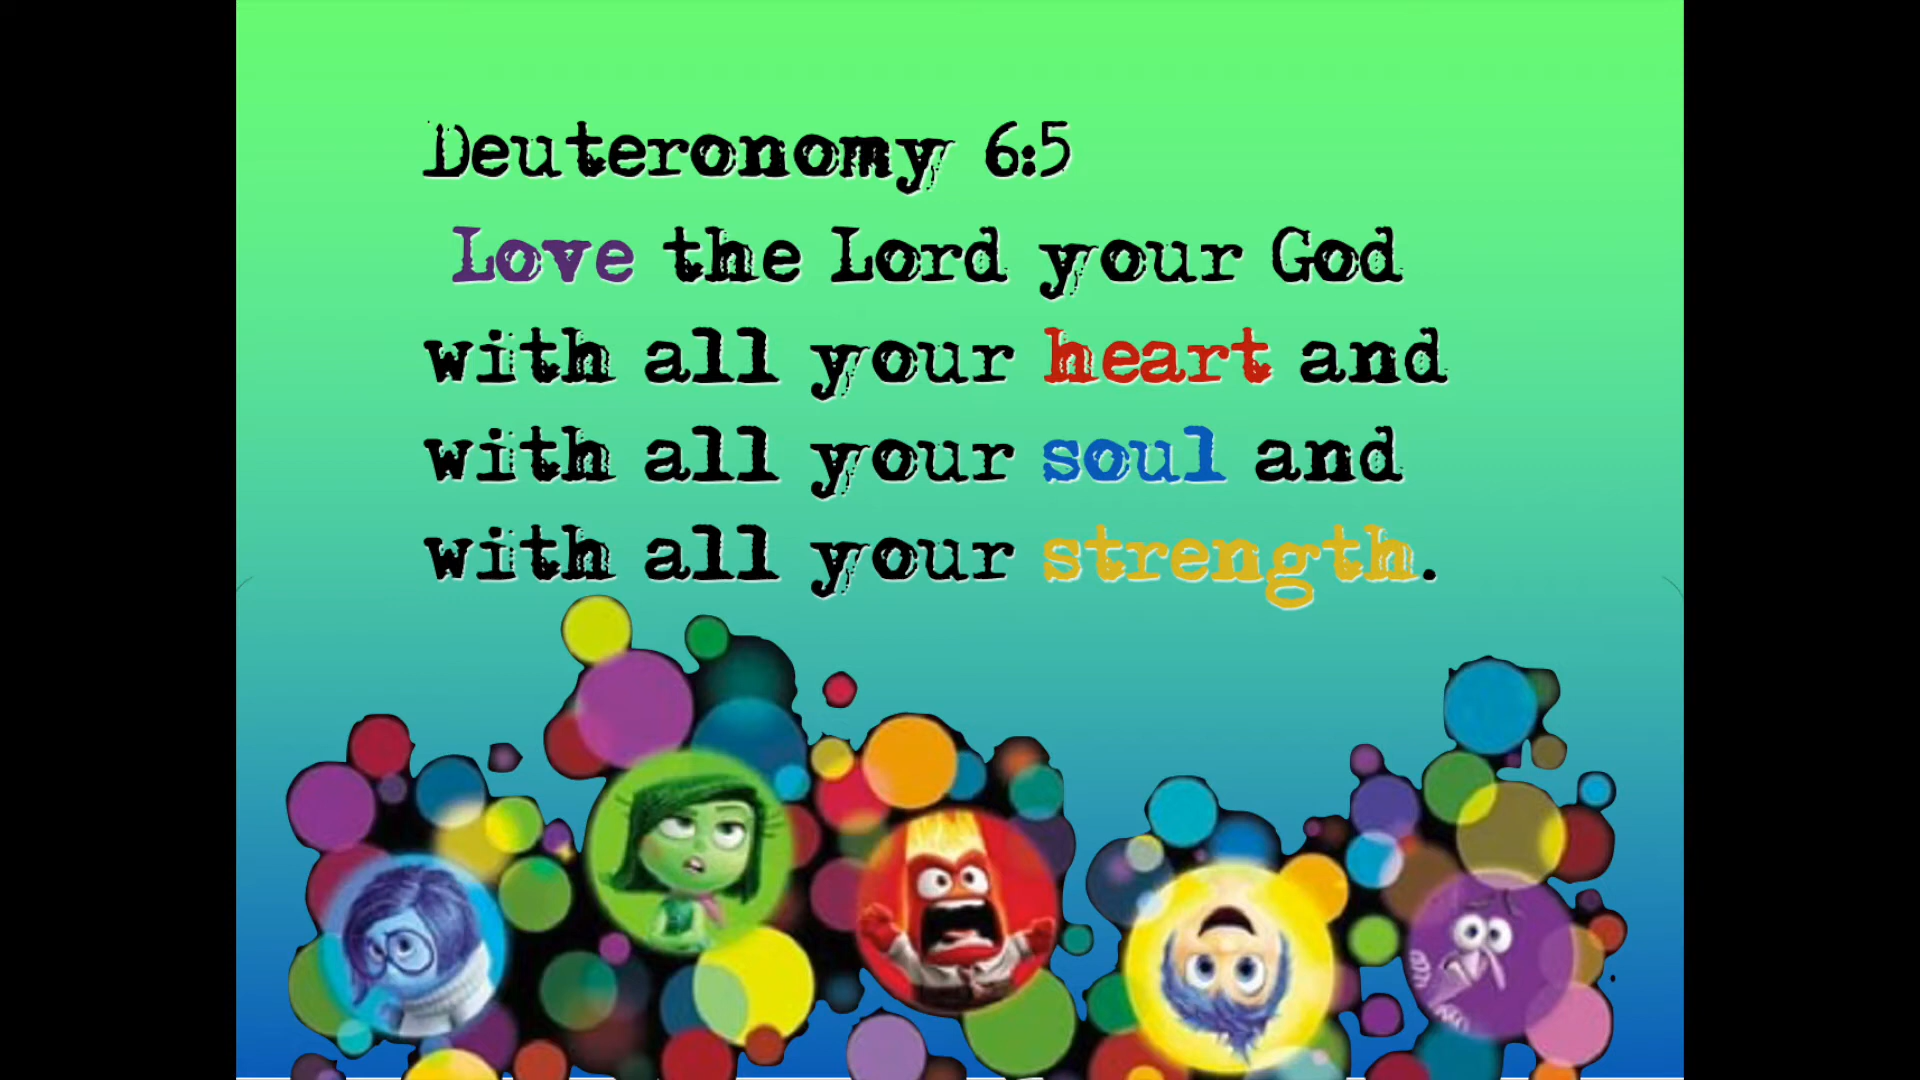 Deuteronomy 6:5
Love the Lord your God
with all your heart and
with all your soul and
with all your strength.